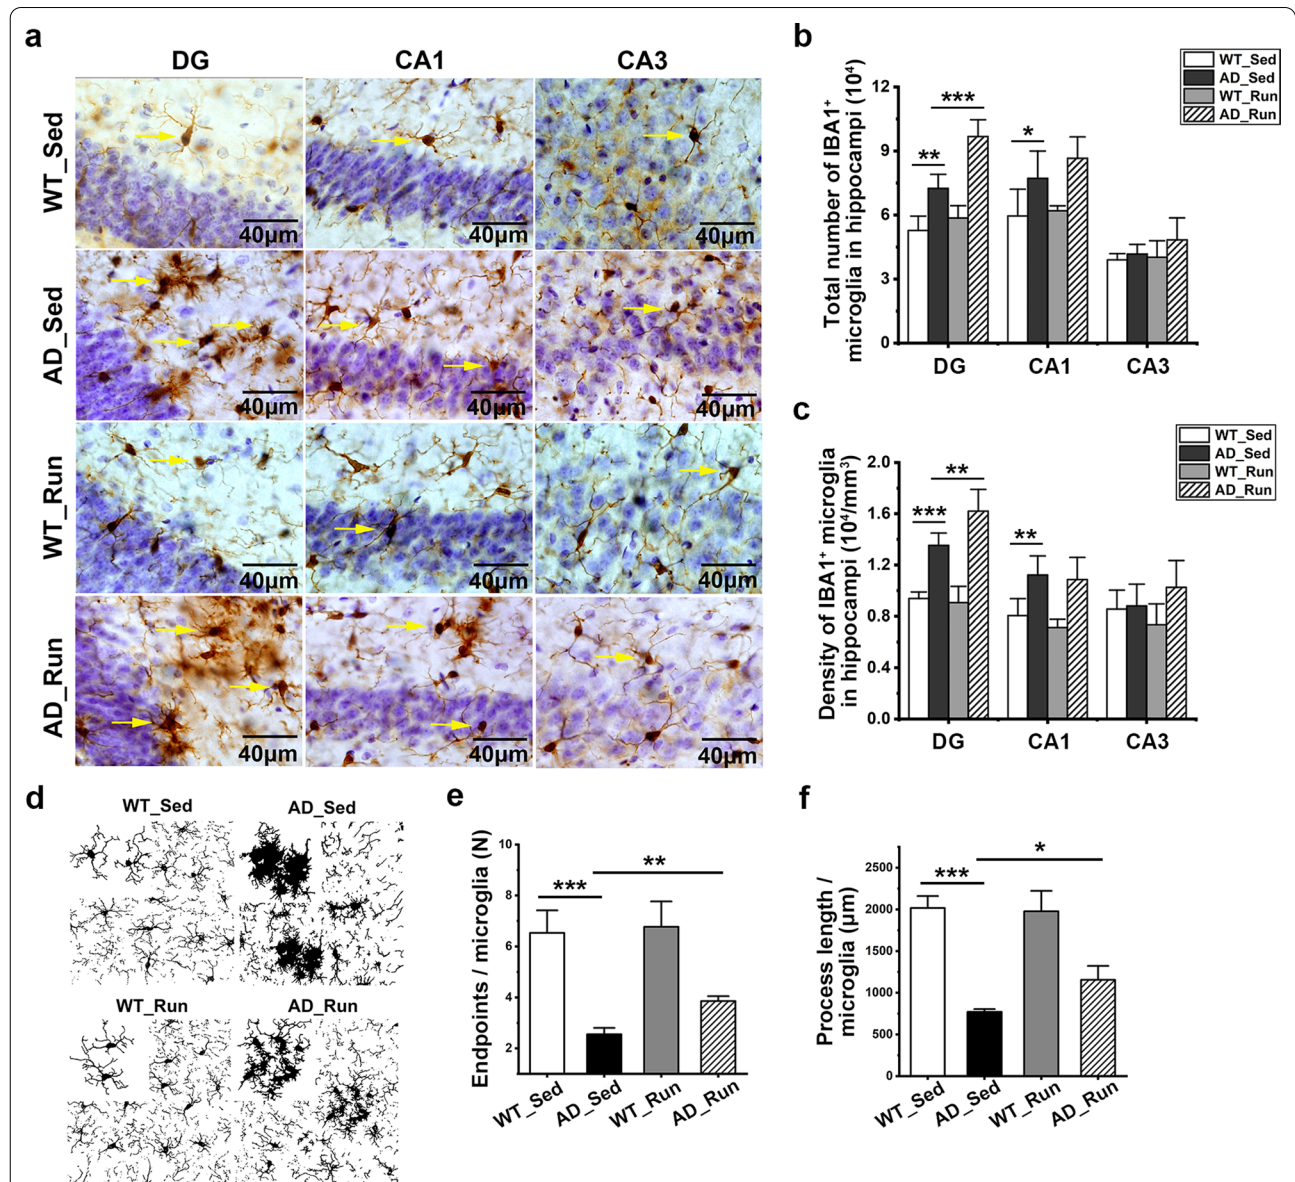 a
DG CA1 CA3
WT_Sed
40μm 40μm 40μm
AD_Sed
40μm 40μm 40μm
WT_Run
40μm 40μm 40μm
AD_Run
40μm 40μm 40μm
b
Total number of IBA1⁺
microglia in hippocampi (10⁴)
12
9
6
3
0
** *** *
DG CA1 CA3
WT_Sed
AD_Sed
WT_Run
AD_Run
c
Density of IBA1⁺ microglia
in hippocampi (10⁴/mm³)
2.0
1.6
1.2
0.8
0.4
0.0
*** ** **
DG CA1 CA3
WT_Sed
AD_Sed
WT_Run
AD_Run
d
WT_Sed AD_Sed
WT_Run AD_Run
e
Endpoints / microglia (N)
10
8
6
4
2
*** **
WT_Sed AD_Sed WT_Run AD_Run
f
Process length /
microglia (μm)
2500
2000
1500
1000
500
0
*** *
WT_Sed AD_Sed WT_Run AD_Run